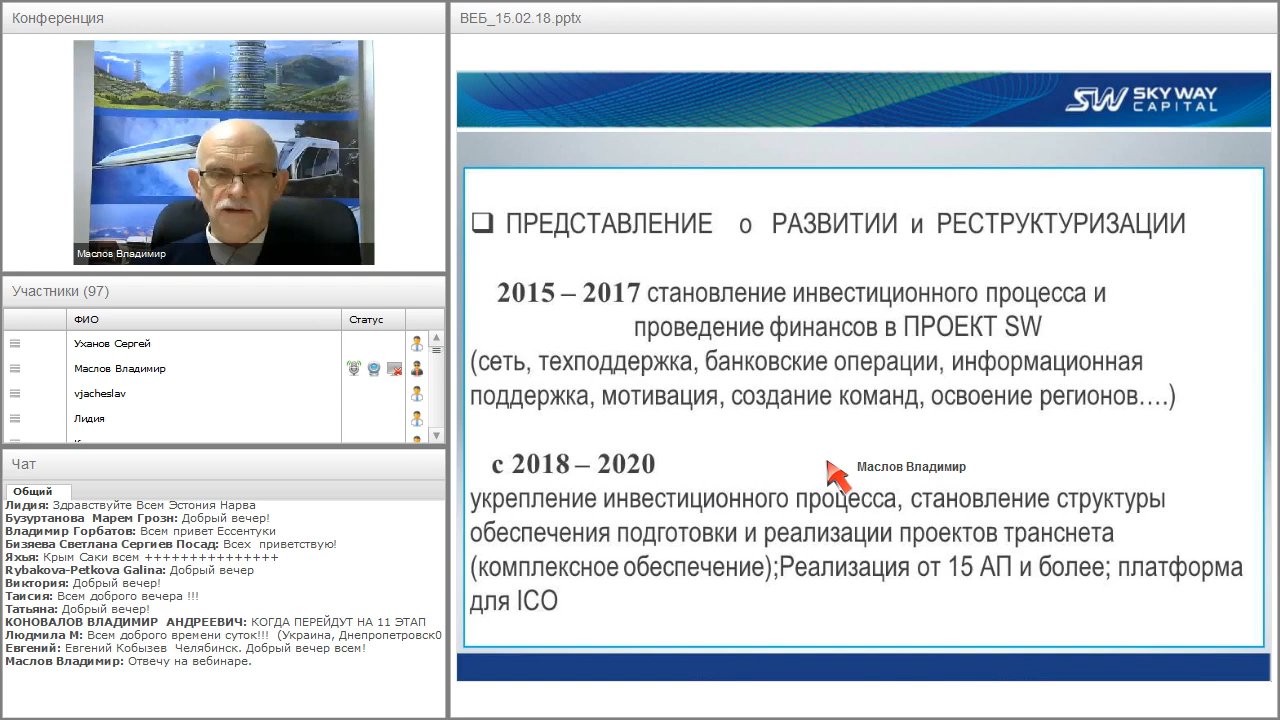 Конференция
Маслов Владимир
Участники (97)
ФИО
Статус
Уханов Сергей
Маслов Владимир
vjacheslav
Лидия
Чат
Общий
Лидия: Здравствуйте Всем Эстония Нарва
Бузуртанова Марем Грозн: Добрый вечер!
Владимир Горбатов: Всем привет Ессентуки
Бизяева Светлана Сергиев Посад: Всех приветствую!
Яхья: Крым Саки всем +++++++++++++++
Rybakova-Petkova Galina: Добрый вечер
Виктория: Добрый вечер!
Таисия: Всем доброго вечера !!!
Татьяна: Добрый вечер!
КОНОВАЛОВ ВЛАДИМИР АНДРЕЕВИЧ: КОГДА ПЕРЕЙДУТ НА 11 ЭТАП
Людмила М: Всем доброго времени суток!!! (Украина, Днепропетровск0
Евгений: Евгений Кобызев Челябинск. Добрый вечер всем!
Маслов Владимир: Отвечу на вебинаре.
ВЕБ_15.02.18.pptx
SW SKY WAY
CAPITAL
ПРЕДСТАВЛЕНИЕ о РАЗВИТИИ и РЕСТРУКТУРИЗАЦИИ
2015 – 2017 становление инвестиционного процесса и
проведение финансов в ПРОЕКТ SW
(сеть, техподдержка, банковские операции, информационная
поддержка, мотивация, создание команд, освоение регионов….)
с 2018 – 2020
Маслов Владимир
укрепление инвестиционного процесса, становление структуры
обеспечения подготовки и реализации проектов транснета
(комплексное обеспечение);Реализация от 15 АП и более; платформа
для ICO